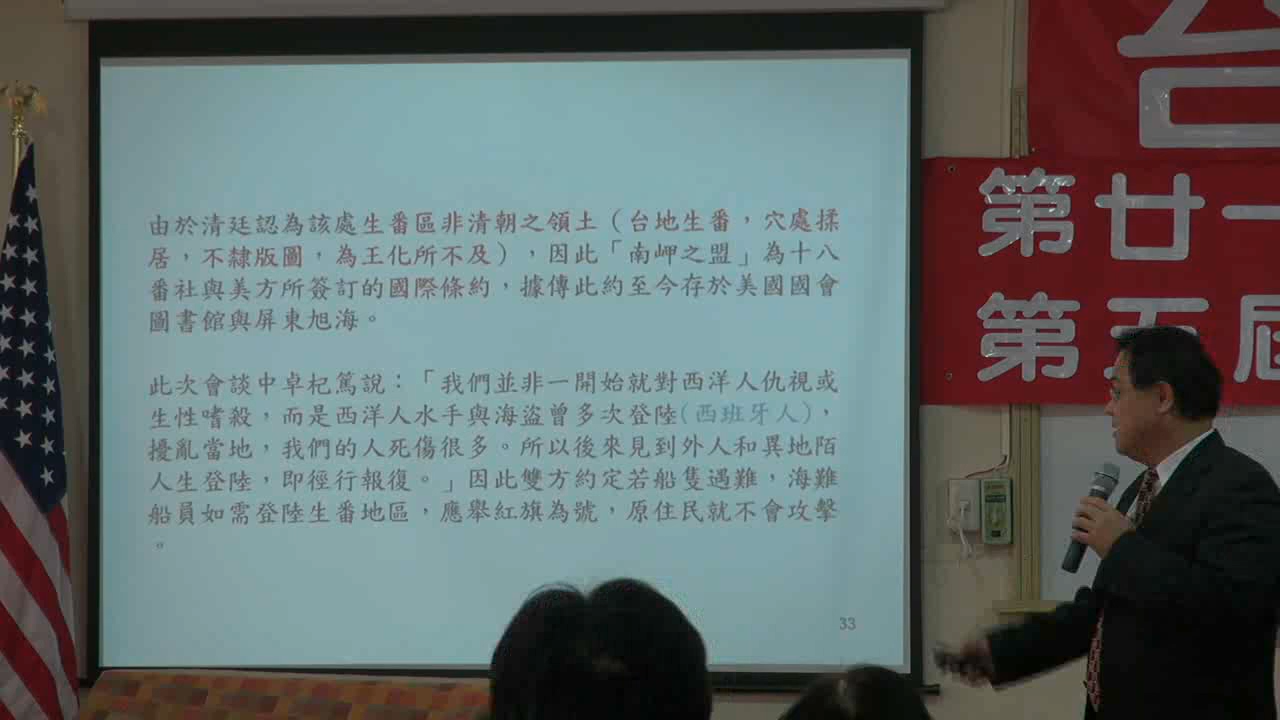 由於清廷認為該處生番區非清朝之領土（台地生番，穴處揉
居，不隸版圖，為王化所不及），因此「南岬之盟」為十八
番社與美方所簽訂的國際條約，據傳此約至今存於美國國會
圖書館與屏東旭海。
此次會談中卓杞篤說：「我們並非一開始就對西洋人仇視或
生性嗜殺，而是西洋人水手與海盜曾多次登陸(西班牙人)，
擾亂當地，我們的人死傷很多。所以後來見到外人和異地陌
人生登陸，即徑行報復。」因此雙方約定若船隻遇難，海難
船員如需登陸生番地區，應舉紅旗為號，原住民就不會攻擊
。
33
台
第廿一
第五屆